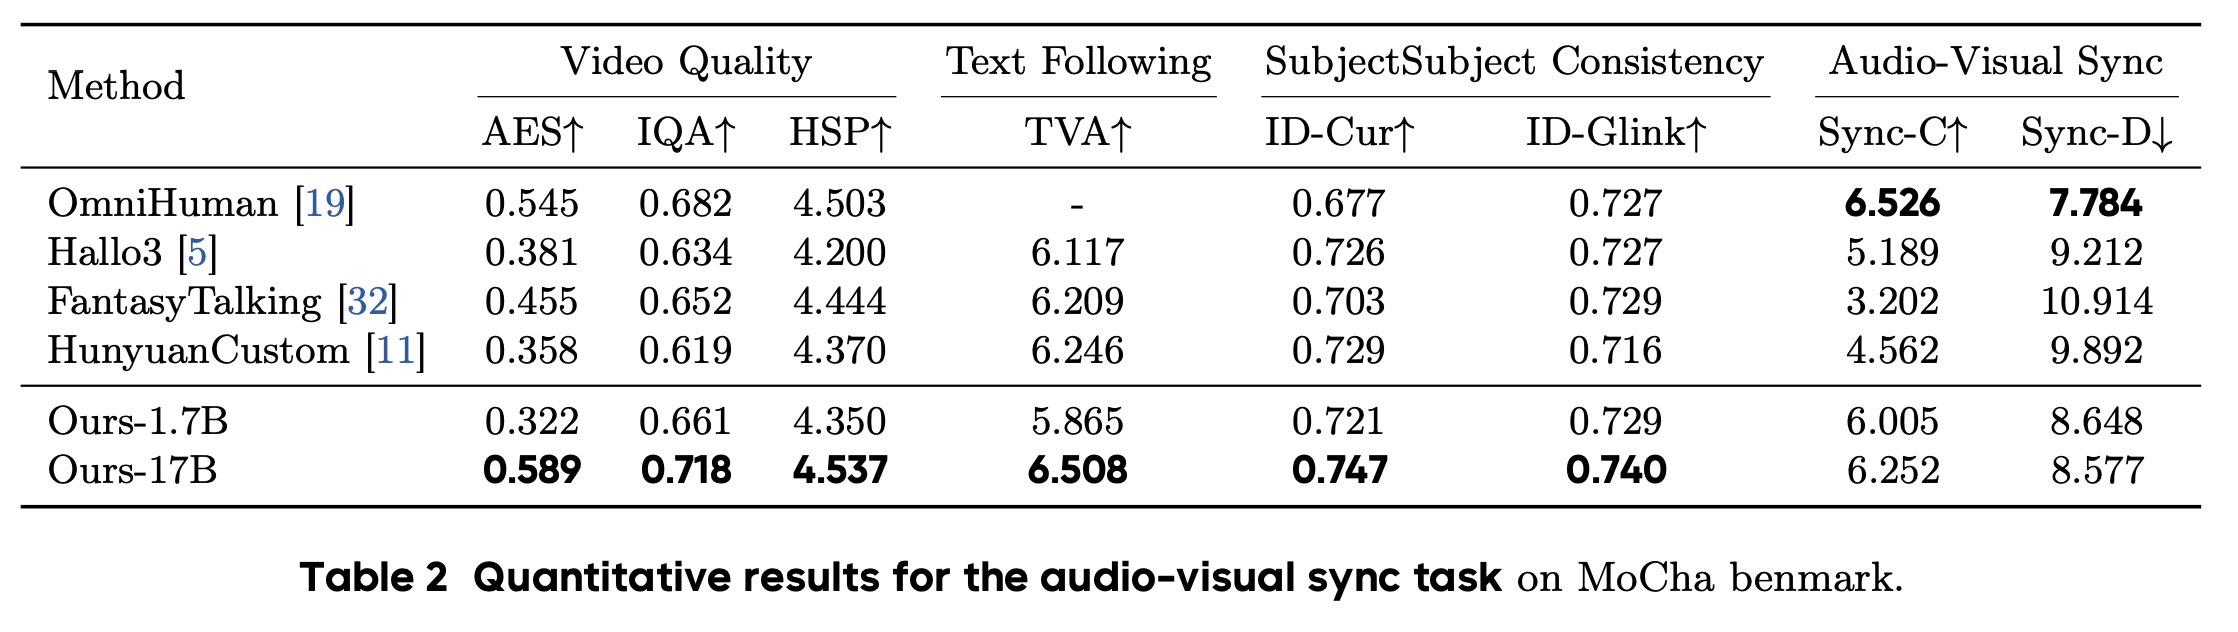 Method Video Quality Text Following SubjectSubject Consistency Audio-Visual Sync
AES↑ IQA↑ HSP↑ TVA↑ ID-Cur↑ ID-Glink↑ Sync-C↑ Sync-D↓
OmniHuman [19] 0.545 0.682 4.503 - 0.677 0.727 6.526 7.784
Hallo3 [5] 0.381 0.634 4.200 6.117 0.726 0.727 5.189 9.212
FantasyTalking [32] 0.455 0.652 4.444 6.209 0.703 0.729 3.202 10.914
HunyuanCustom [11] 0.358 0.619 4.370 6.246 0.729 0.716 4.562 9.892
Ours-1.7B 0.322 0.661 4.350 5.865 0.721 0.729 6.005 8.648
Ours-17B 0.589 0.718 4.537 6.508 0.747 0.740 6.252 8.577
Table 2 Quantitative results for the audio-visual sync task on MoCha benmark.